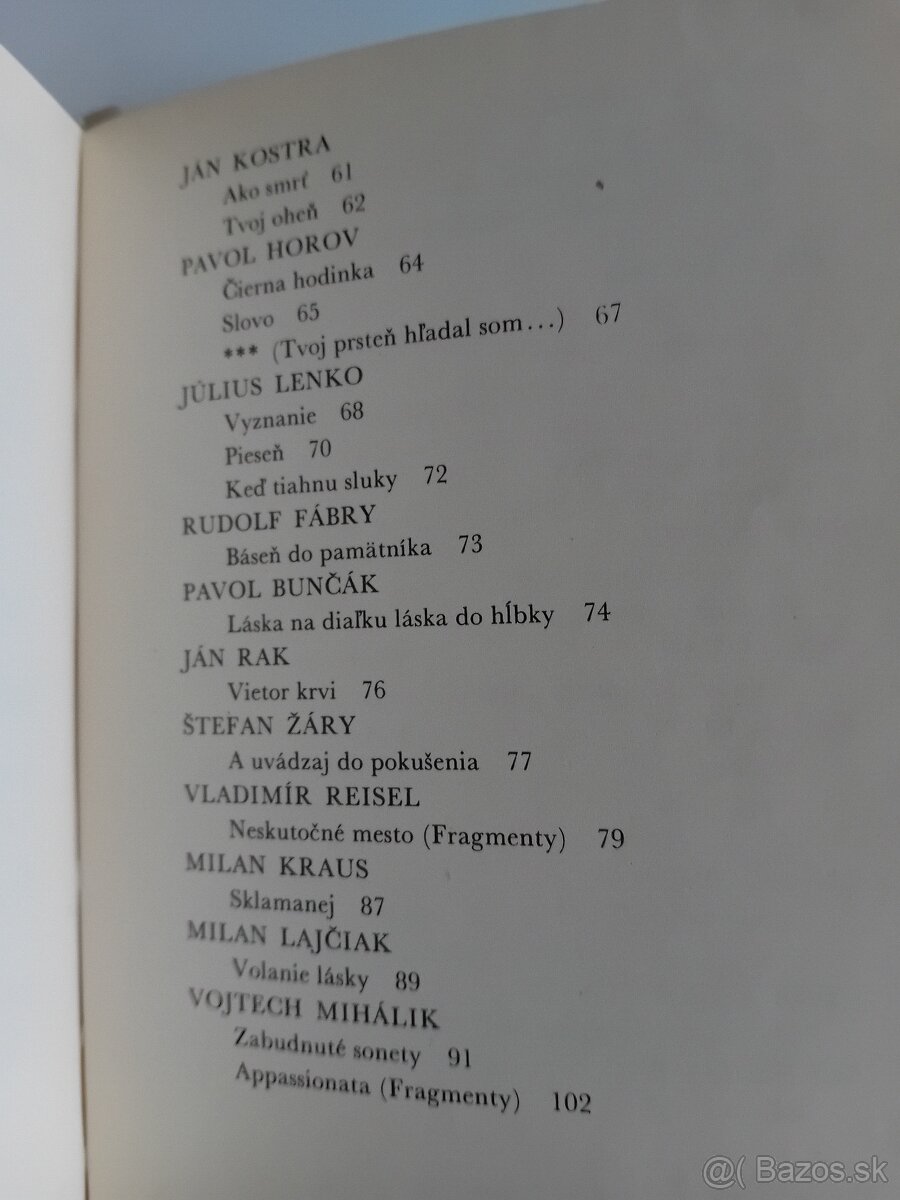 JÁN KOSTRA
Ako smrť 61
Tvoj oheň 62
PAVOL HOROV
Čierna hodinka 64
Slovo 65
*** (Tvoj prsteň hľadal som...) 67
JÚLIUS LENKO
Vyznanie 68
Pieseň 70
Keď tiahnu sluky 72
RUDOLF FÁBRY
Báseň do pamätníka 73
PAVOL BUNČÁK
Láska na diaľku láska do hĺbky 74
JÁN RAK
Vietor krvi 76
ŠTEFAN ŽÁRY
A uvádzaj do pokušenia 77
VLADIMÍR REISEL
Neskutočné mesto (Fragmenty) 79
MILAN KRAUS
Sklamanej 87
MILAN LAJČIAK
Volanie lásky 89
VOJTECH MIHÁLIK
Zabudnuté sonety 91
Appassionata (Fragmenty) 102
@( Bazos.sk